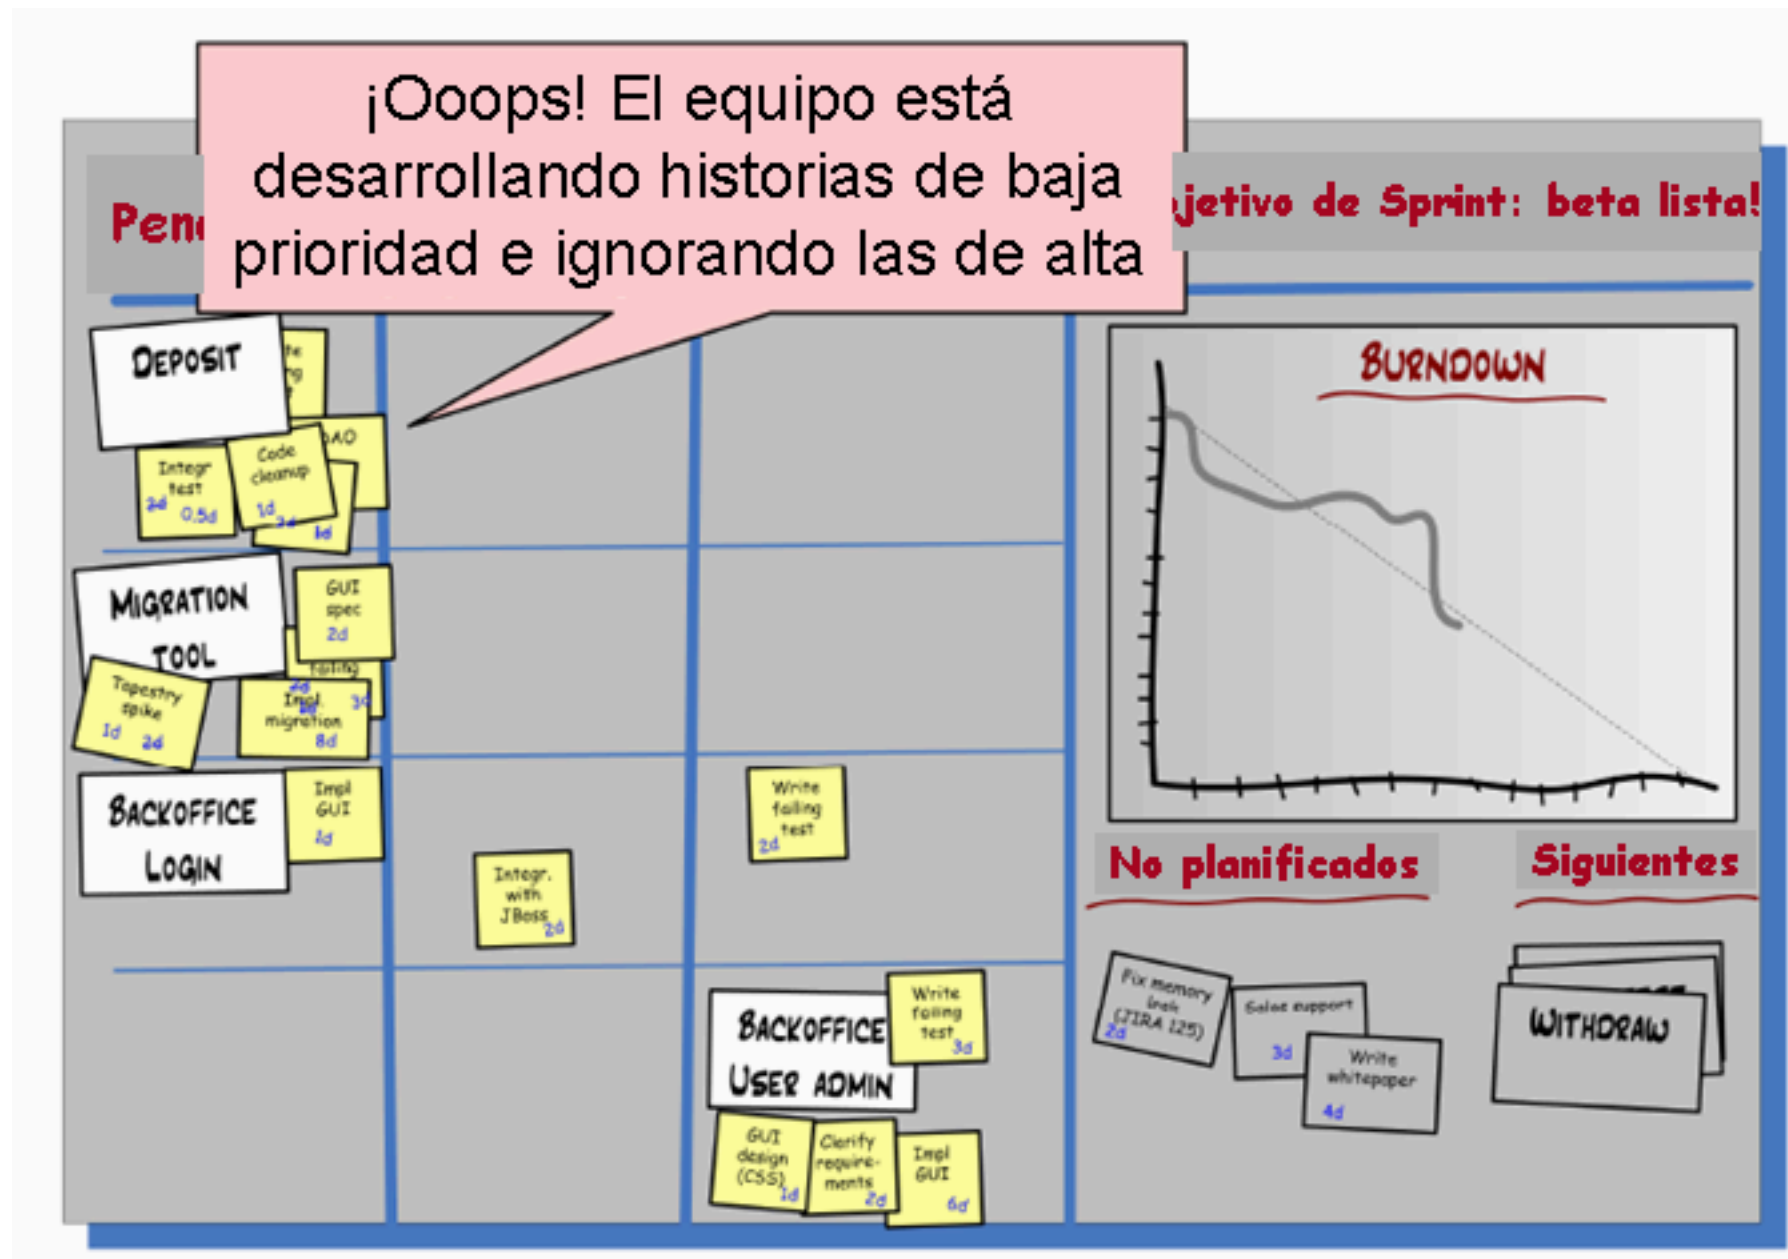 ¡Ooops! El equipo está
desarrollando historias de baja
prioridad e ignorando las de alta
jetivo de Sprint: beta lista!
DEPOSIT
Integr
test
2d 0.5d
Code
cleanup
1d
DAO
MIGRATION
TOOL
GUI
spec
2d
failing
3d
Tapestry
spike
1d 2d
Impl.
migration
8d
BACKOFFICE
LOGIN
Impl
GUI
Integr.
with
JBoss
2d
Write
failing
test
2d
BACKOFFICE
USER ADMIN
Write
failing
test
3d
GUI
design
(CSS)
1d
Clarify
require-
ments
2d
Impl
GUI
6d
BURNDOWN
No planificados
Siguientes
Fix memory
leak
(JIRA 125)
2d
support
3d
Write
whitepaper
4d
WITHDRAW